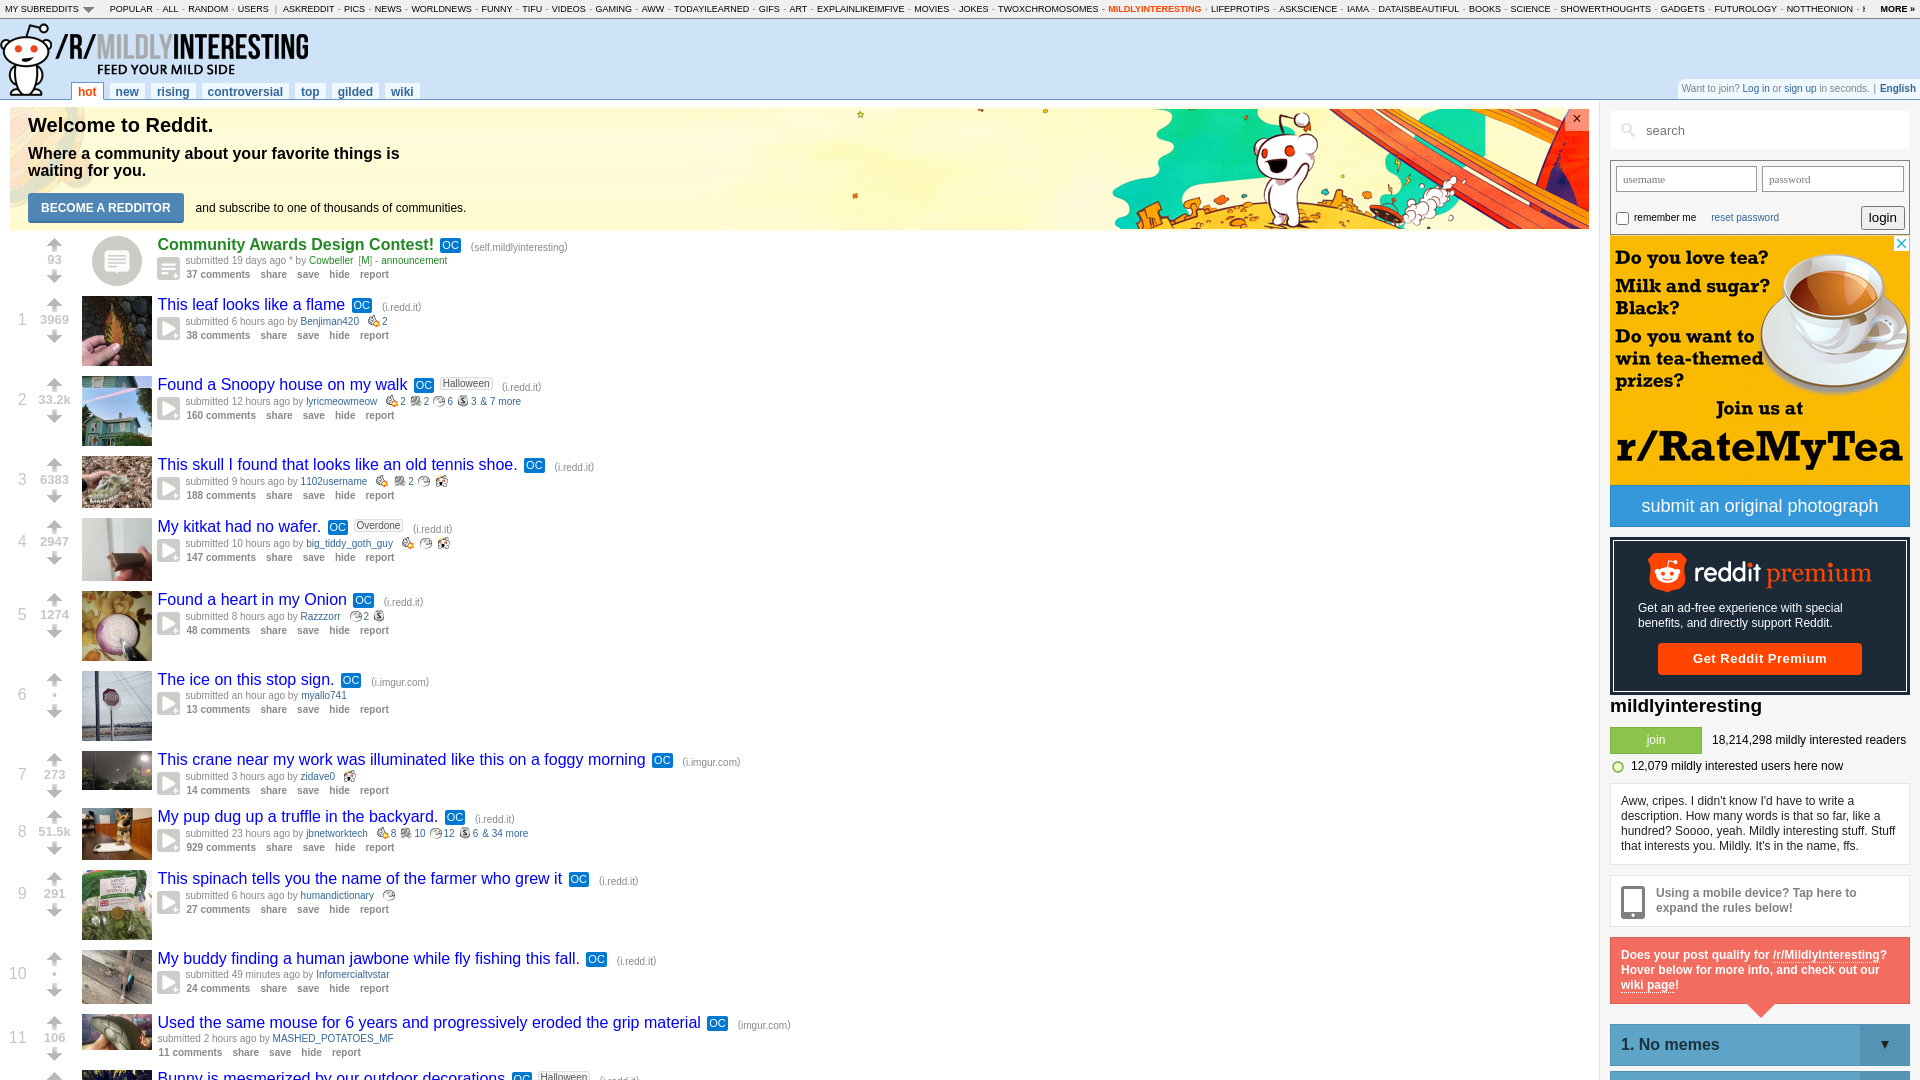 MY SUBREDDITS POPULAR - ALL - RANDOM - USERS | ASKREDDIT - PICS - NEWS - WORLDNEWS - FUNNY - TIFU - VIDEOS - GAMING - AWW - TODAYILEARNED - GIFS - ART - EXPLAINLIKEIMFIVE - MOVIES - JOKES - TWOXCHROMOSOMES - MILDLYINTERESTING - LIFEPROTIPS - ASKSCIENCE - IAMA - DATAISBEAUTIFUL - BOOKS - SCIENCE - SHOWERTHOUGHTS - GADGETS - FUTUROLOGY - NOTTHEONION - MORE »
/R/MILDLYINTERESTING
FEED YOUR MILD SIDE
hot new rising controversial top gilded wiki
Want to join? Log in or sign up in seconds. | English
Welcome to Reddit.
Where a community about your favorite things is
waiting for you.
BECOME A REDDITOR and subscribe to one of thousands of communities.
×
93
Community Awards Design Contest! OC (self.mildlyinteresting)
submitted 19 days ago * by Cowbeller [M] - announcement
37 comments share save hide report
1 3969
This leaf looks like a flame OC (i.redd.it)
submitted 6 hours ago by Benjiman420 2
38 comments share save hide report
2 33.2k
Found a Snoopy house on my walk OC Halloween (i.redd.it)
submitted 12 hours ago by lyricmeowmeow 2 2 6 3 & 7 more
160 comments share save hide report
3 6383
This skull I found that looks like an old tennis shoe. OC (i.redd.it)
submitted 9 hours ago by 1102username 2
188 comments share save hide report
4 2947
My kitkat had no wafer. OC Overdone (i.redd.it)
submitted 10 hours ago by big_tiddy_goth_guy
147 comments share save hide report
5 1274
Found a heart in my Onion OC (i.redd.it)
submitted 8 hours ago by Razzzorr 2
48 comments share save hide report
6 •
The ice on this stop sign. OC (i.imgur.com)
submitted an hour ago by myallo741
13 comments share save hide report
7 273
This crane near my work was illuminated like this on a foggy morning OC (i.imgur.com)
submitted 3 hours ago by zidave0
14 comments share save hide report
8 51.5k
My pup dug up a truffle in the backyard. OC (i.redd.it)
submitted 23 hours ago by jbnetworktech 8 10 12 6 & 34 more
929 comments share save hide report
9 291
This spinach tells you the name of the farmer who grew it OC (i.redd.it)
submitted 6 hours ago by humandictionary
27 comments share save hide report
10 •
My buddy finding a human jawbone while fly fishing this fall. OC (i.redd.it)
submitted 49 minutes ago by Infomercialtvstar
24 comments share save hide report
11 106
Used the same mouse for 6 years and progressively eroded the grip material OC (imgur.com)
submitted 2 hours ago by MASHED_POTATOES_MF
11 comments share save hide report
Bunny is mesmerized by our outdoor decorations OC Halloween (i.redd.it)
search
username password
remember me reset password login
Do you love tea?
Milk and sugar?
Black?
Do you want to
win tea-themed
prizes?
Join us at
r/RateMyTea
submit an original photograph
reddit premium
Get an ad-free experience with special
benefits, and directly support Reddit.
Get Reddit Premium
mildlyinteresting
join 18,214,298 mildly interested readers
12,079 mildly interested users here now
Aww, cripes. I didn't know I'd have to write a
description. How many words is that so far, like a
hundred? Soooo, yeah. Mildly interesting stuff. Stuff
that interests you. Mildly. It's in the name, ffs.
Using a mobile device? Tap here to
expand the rules below!
Does your post qualify for /r/MildlyInteresting?
Hover below for more info, and check out our
wiki page!
1. No memes ▼